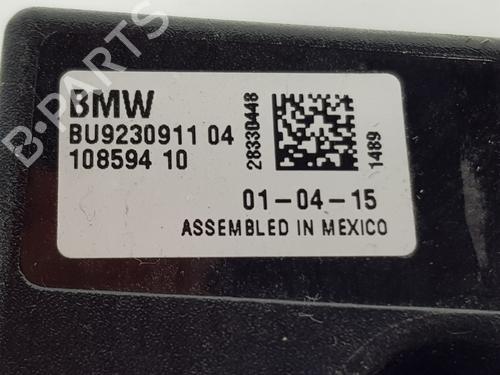 BMW
BU9230911 04
108594 10
28330448
1489
01-04-15
ASSEMBLED IN MEXICO
B-PARTS